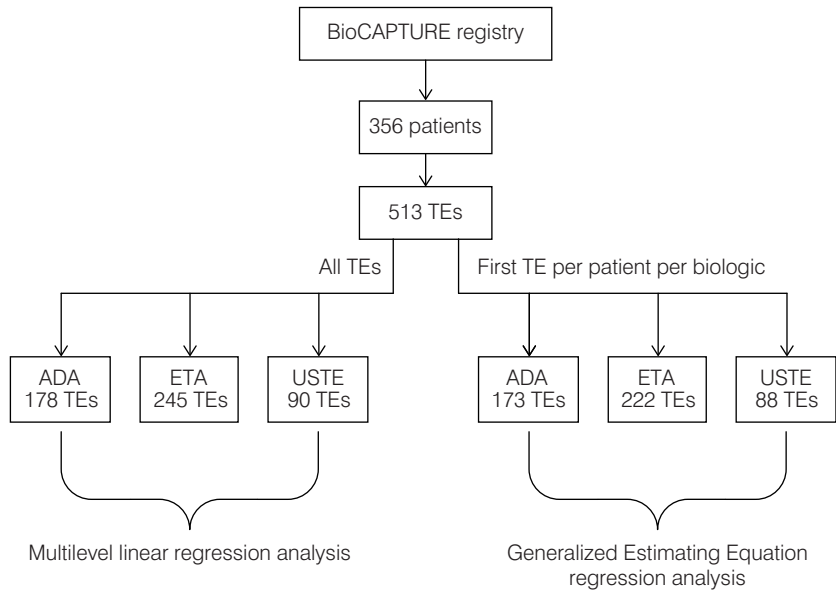 BioCAPTURE registry
356 patients
513 TEs
All TEs
First TE per patient per biologic
ADA
178 TEs
ETA
245 TEs
USTE
90 TEs
ADA
173 TEs
ETA
222 TEs
USTE
88 TEs
Multilevel linear regression analysis
Generalized Estimating Equation
regression analysis